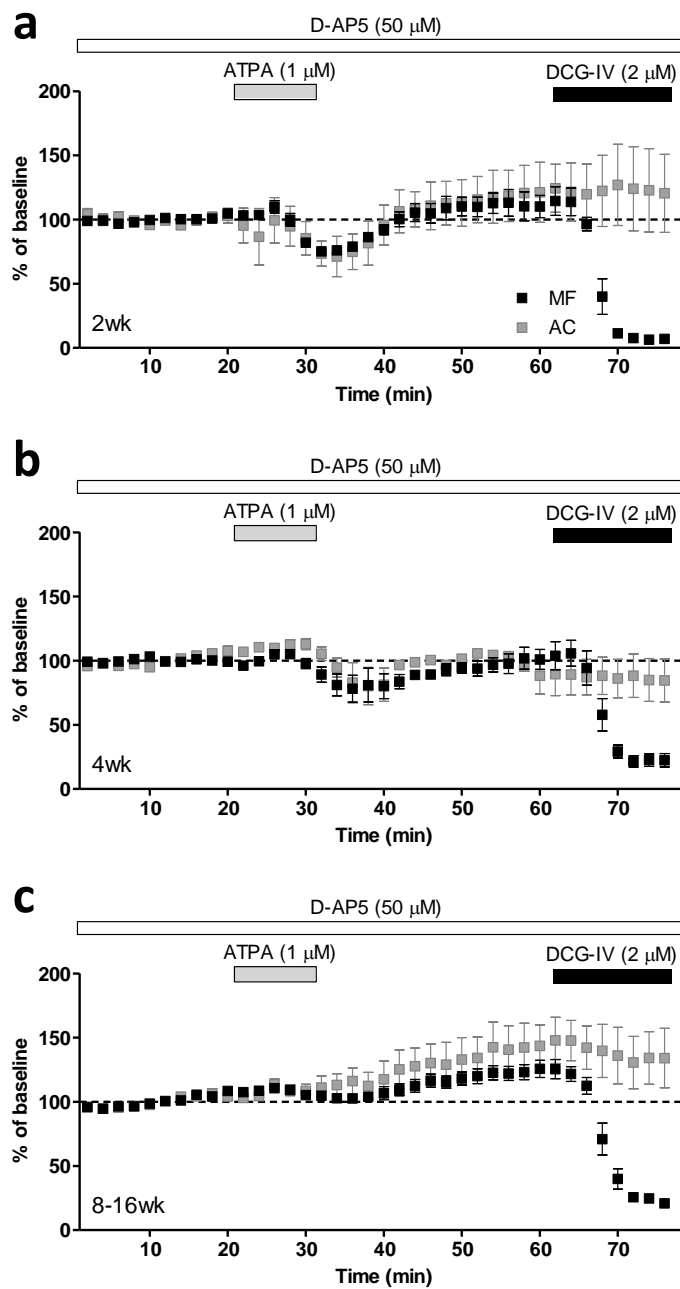 a
D-AP5 (50 μM)
ATPA (1 μM)
DCG-IV (2 μM)
200
150
100
50
0
% of baseline
2wk
MF
AC
10 20 30 40 50 60 70
Time (min)
b
D-AP5 (50 μM)
ATPA (1 μM)
DCG-IV (2 μM)
200
150
100
50
0
% of baseline
4wk
10 20 30 40 50 60 70
Time (min)
c
D-AP5 (50 μM)
ATPA (1 μM)
DCG-IV (2 μM)
200
150
100
50
0
% of baseline
8-16wk
10 20 30 40 50 60 70
Time (min)